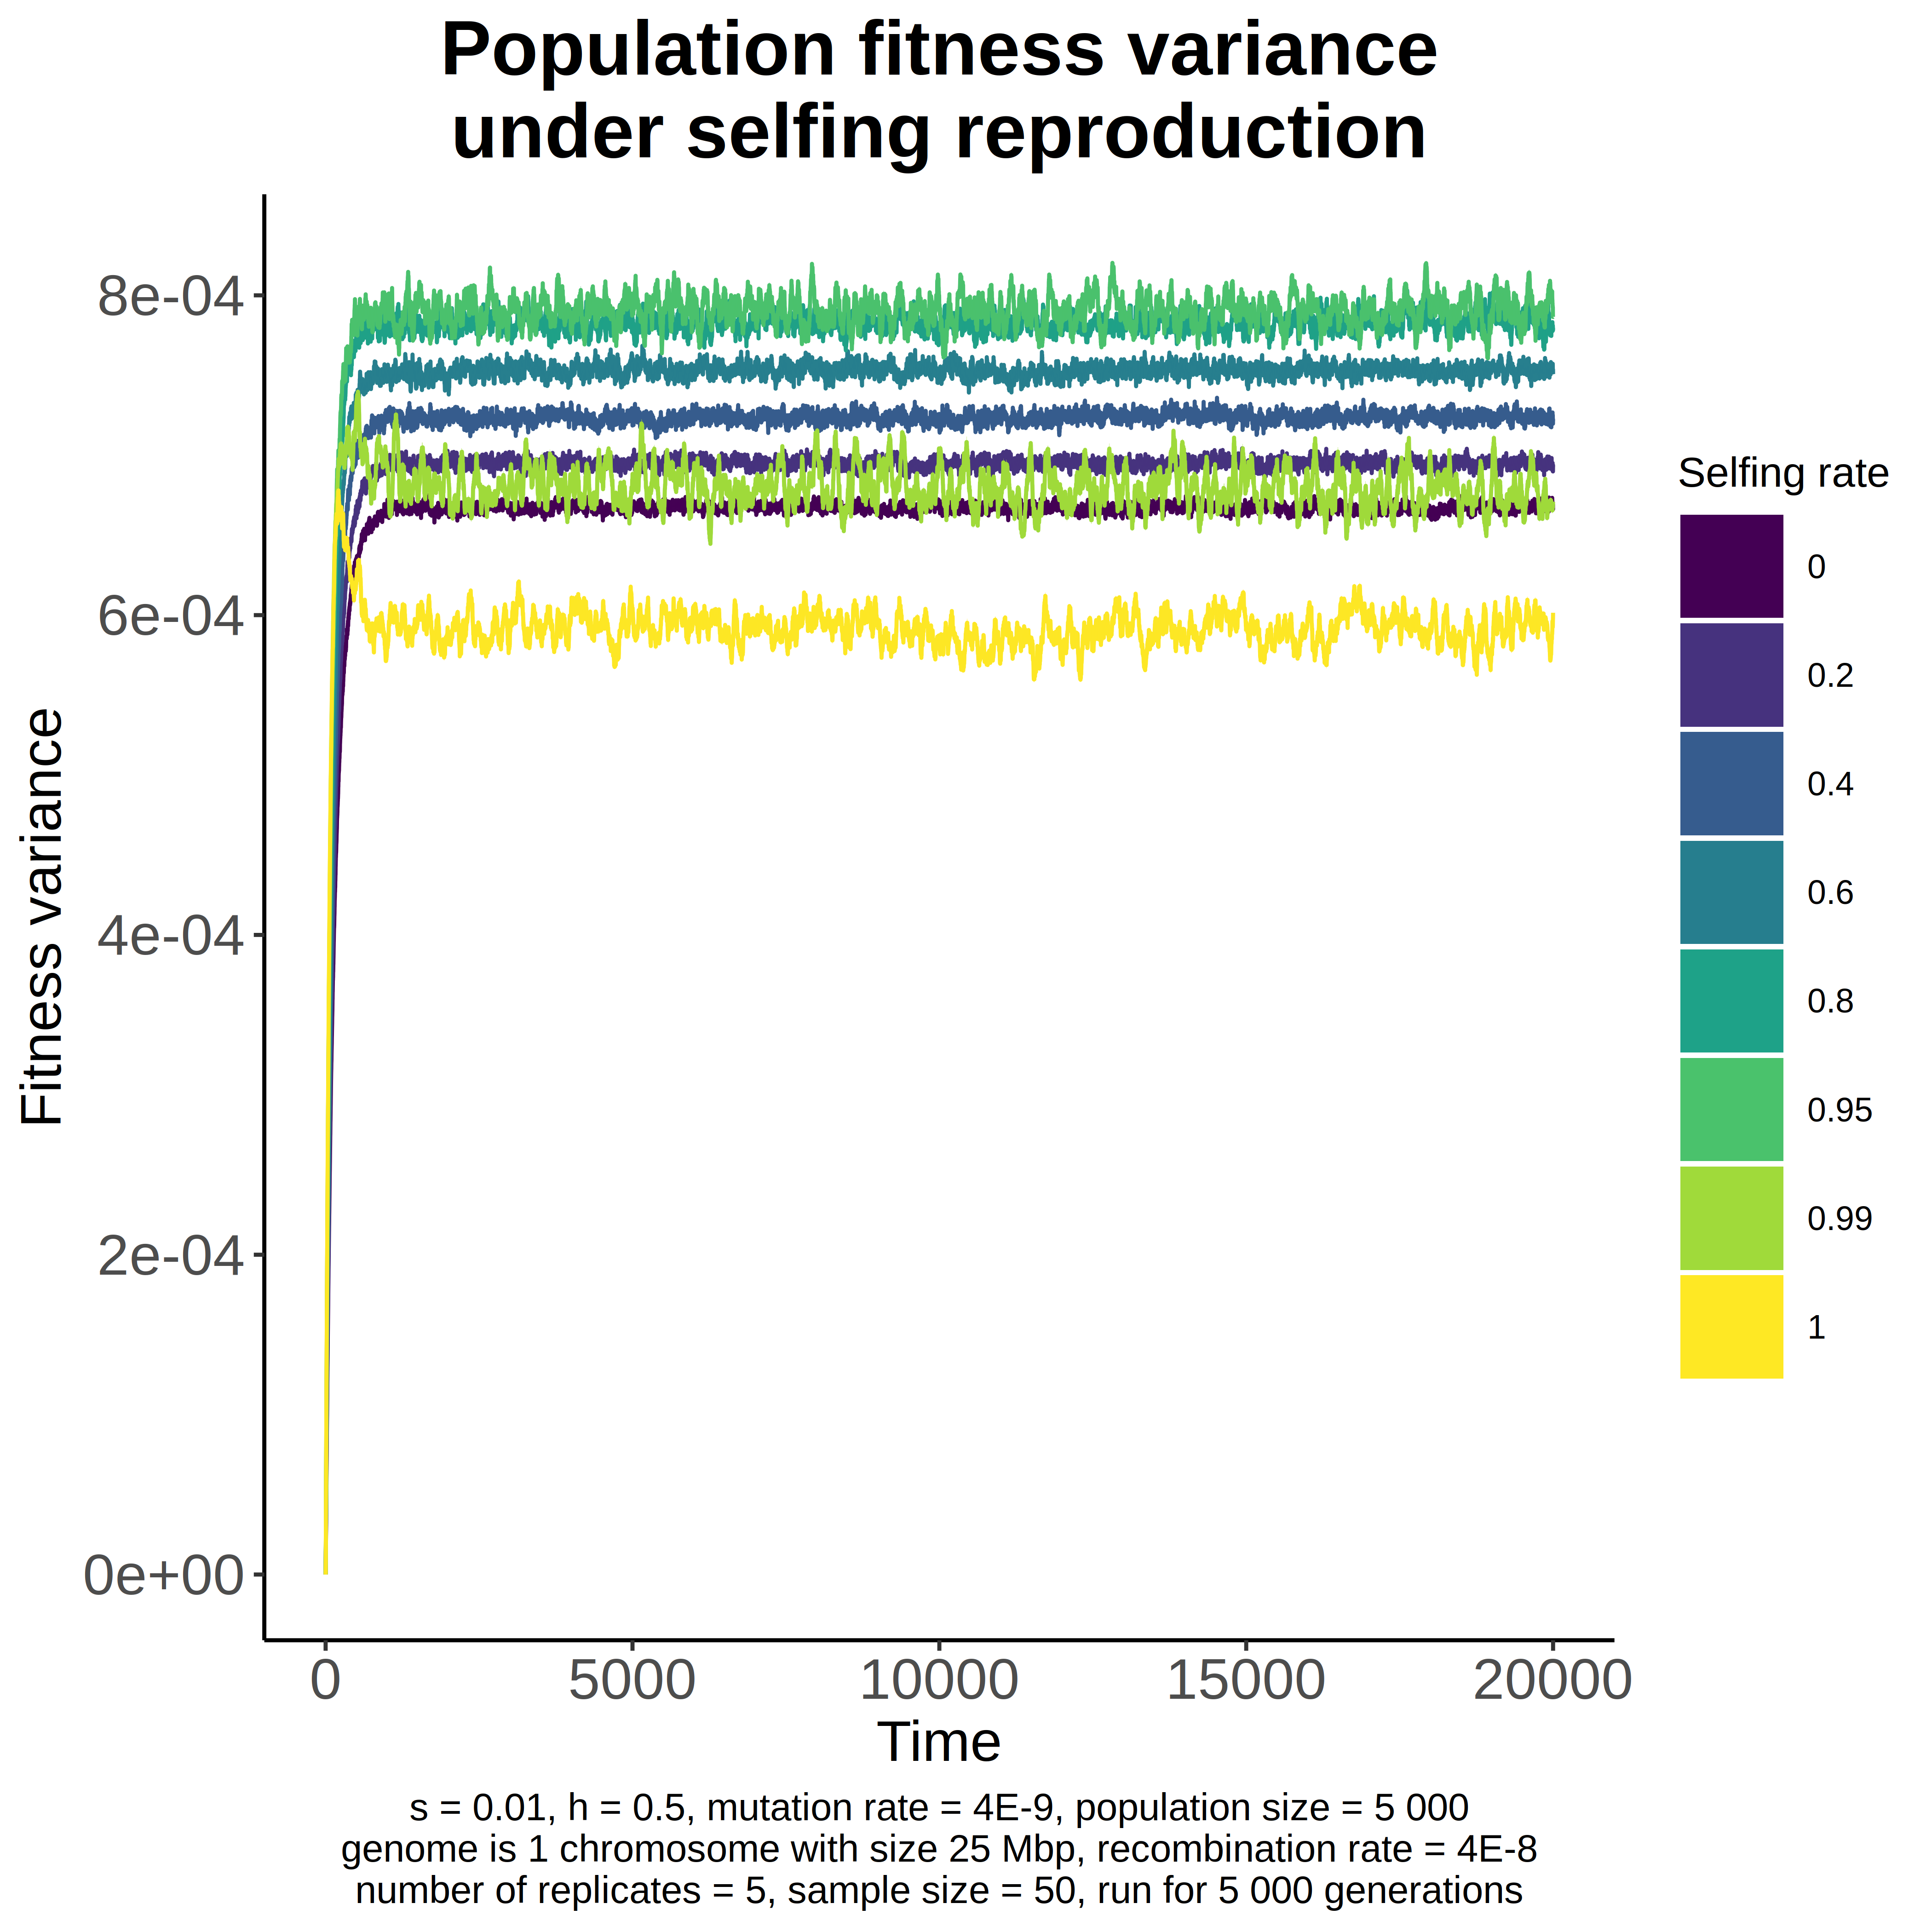 Population fitness variance
under selfing reproduction
Fitness variance
8e-04
6e-04
4e-04
2e-04
0e+00
0
5000
10000
15000
20000
Time
Selfing rate
0
0.2
0.4
0.6
0.8
0.95
0.99
1
s = 0.01, h = 0.5, mutation rate = 4E-9, population size = 5 000
genome is 1 chromosome with size 25 Mbp, recombination rate = 4E-8
number of replicates = 5, sample size = 50, run for 5 000 generations